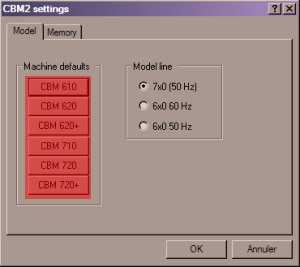 CBM2 settings
Model
Memory
Machine defaults
CBM 610
CBM 620
CBM 620+
CBM 710
CBM 720
CBM 720+
Model line
7x0 (50 Hz)
6x0 60 Hz
6x0 50 Hz
OK
Annuler